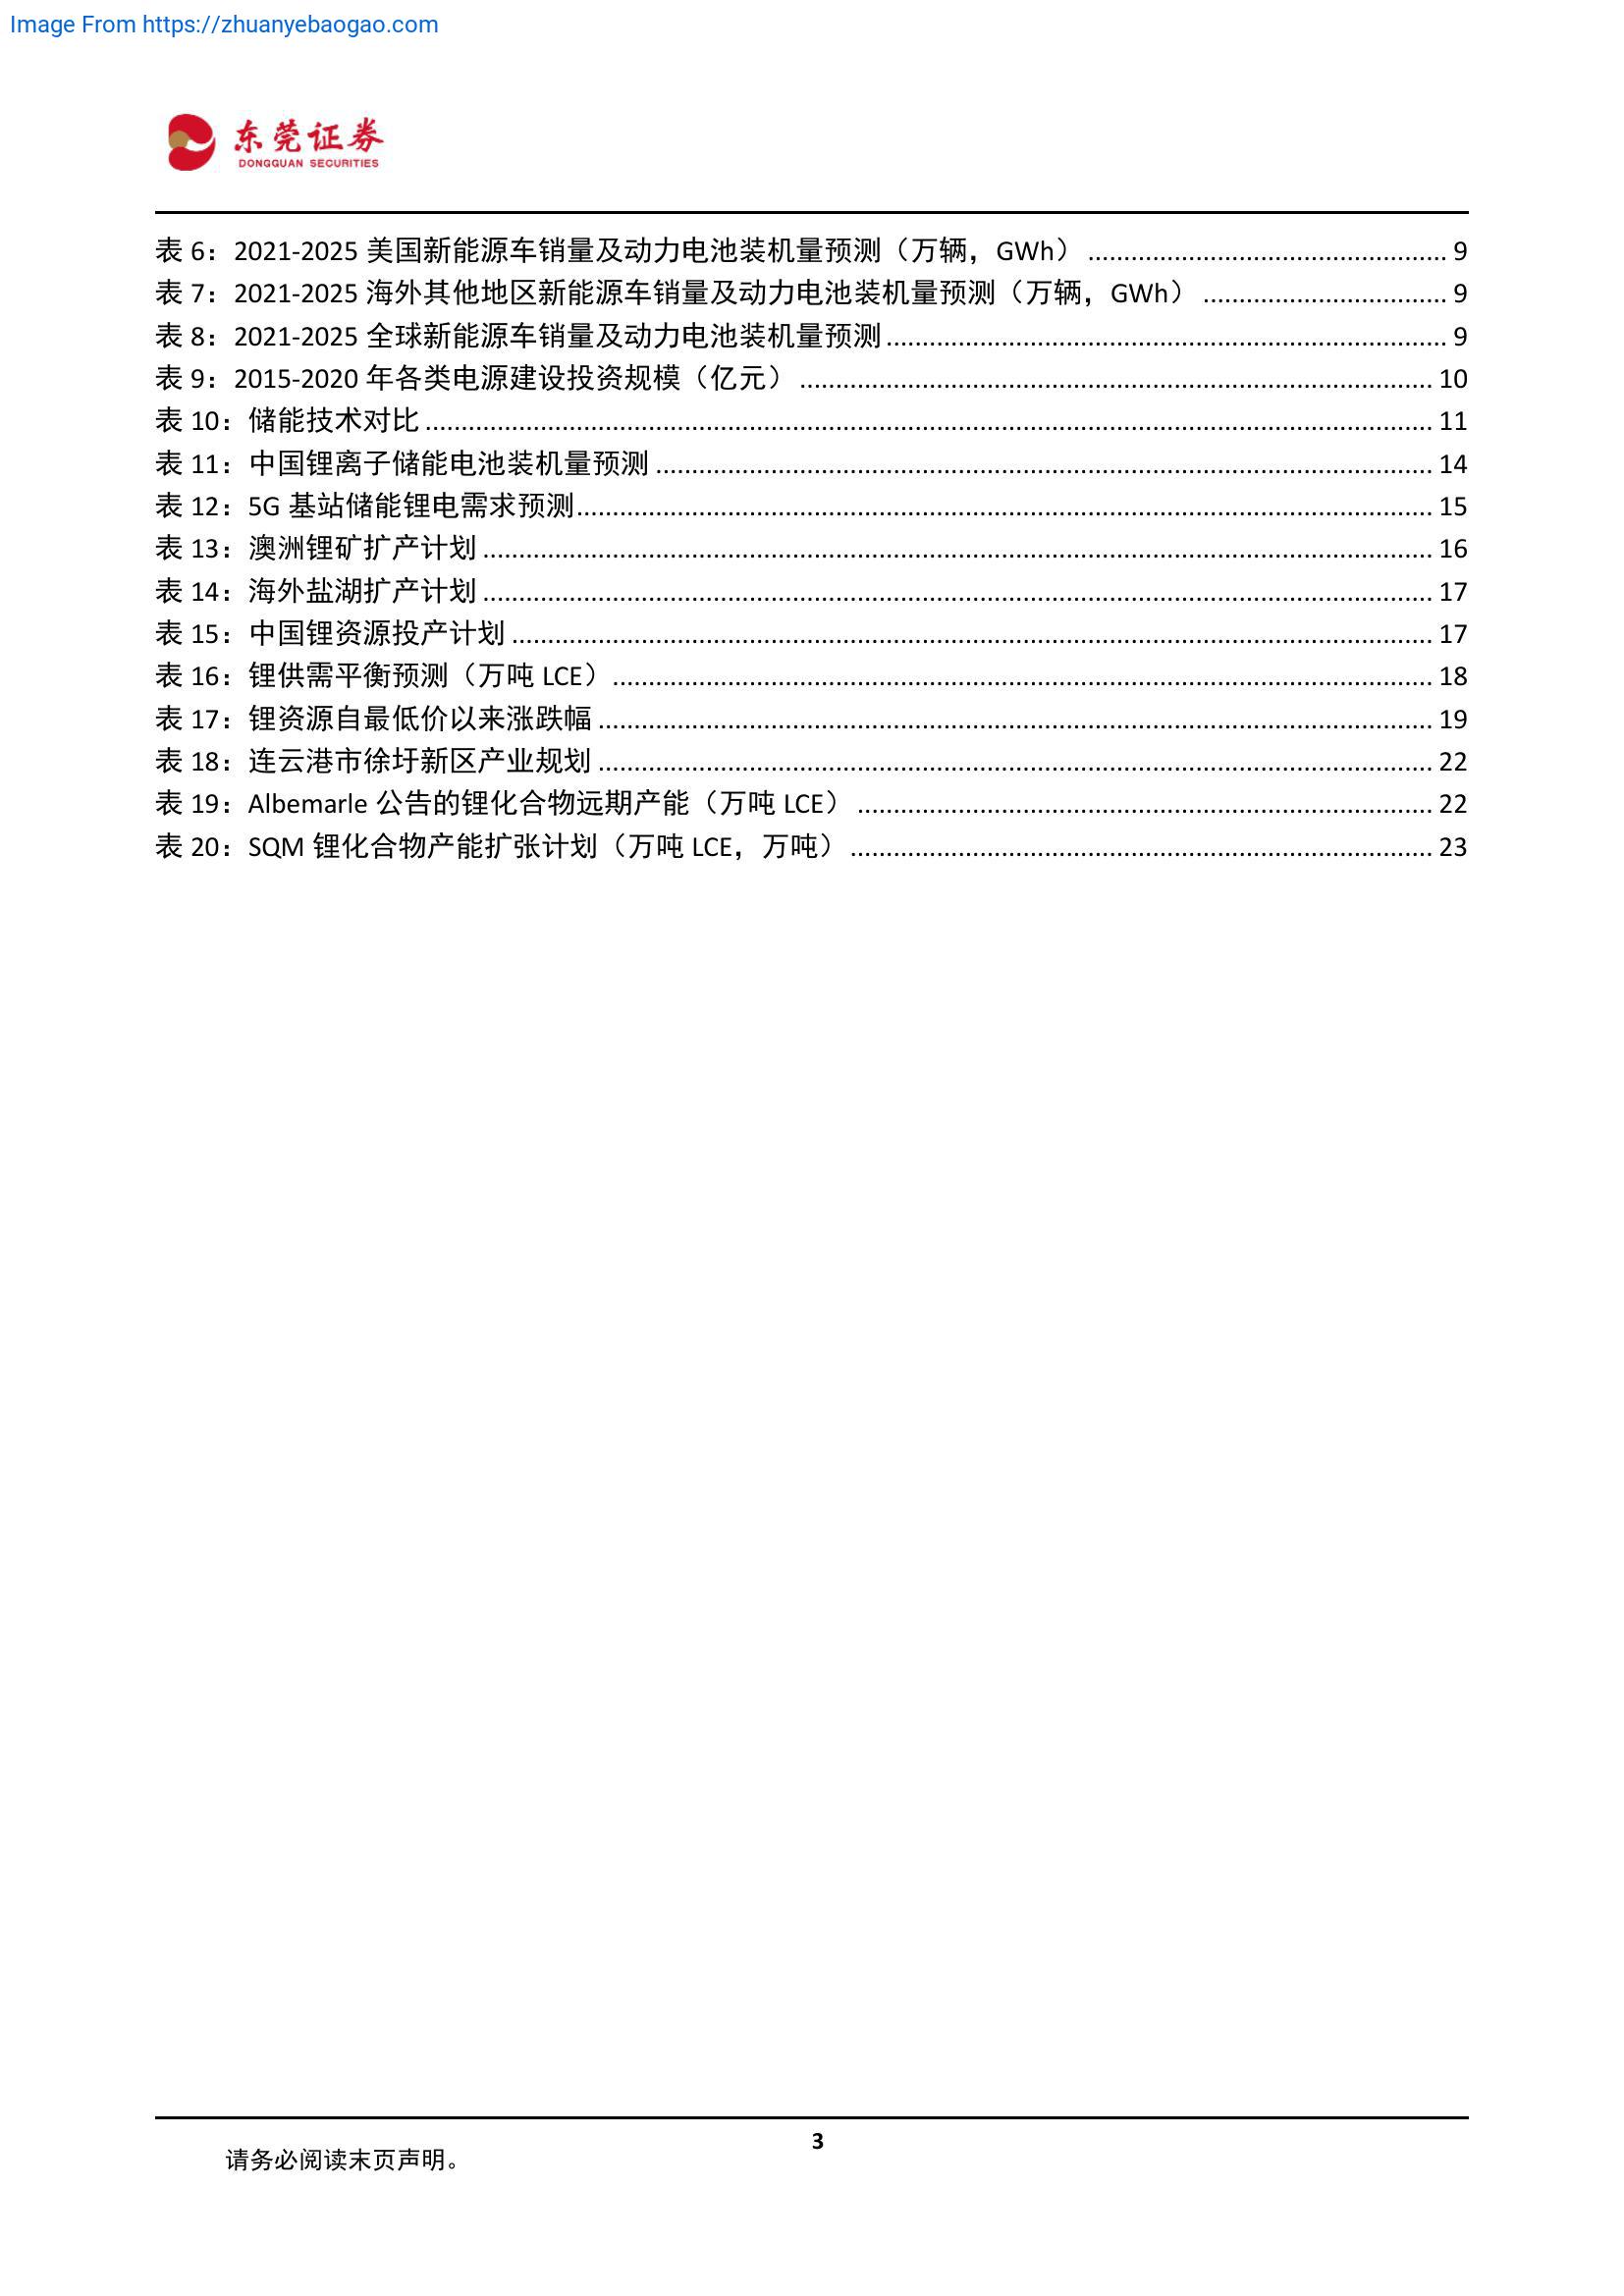 Image From https://zhuanyebaogao.com
东莞证券
DONGGUAN SECURITIES
表 6：2021-2025 美国新能源车销量及动力电池装机量预测（万辆，GWh） .................................................. 9
表 7：2021-2025 海外其他地区新能源车销量及动力电池装机量预测（万辆，GWh） .................................. 9
表 8：2021-2025 全球新能源车销量及动力电池装机量预测.............................................................................. 9
表 9：2015-2020 年各类电源建设投资规模（亿元） ........................................................................................ 10
表 10：储能技术对比 ............................................................................................................................................ 11
表 11：中国锂离子储能电池装机量预测 ............................................................................................................ 14
表 12：5G 基站储能锂电需求预测....................................................................................................................... 15
表 13：澳洲锂矿扩产计划 .................................................................................................................................... 16
表 14：海外盐湖扩产计划 .................................................................................................................................... 17
表 15：中国锂资源投产计划 ................................................................................................................................ 17
表 16：锂供需平衡预测（万吨 LCE）.................................................................................................................. 18
表 17：锂资源自最低价以来涨跌幅 .................................................................................................................... 19
表 18：连云港市徐圩新区产业规划 .................................................................................................................... 22
表 19：Albemarle 公告的锂化合物远期产能（万吨 LCE） ................................................................................ 22
表 20：SQM 锂化合物产能扩张计划（万吨 LCE，万吨） ................................................................................. 23
3
请务必阅读末页声明。